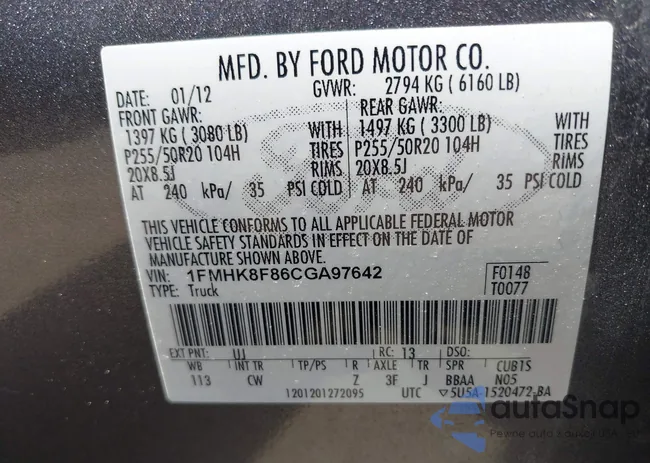 MFD. BY FORD MOTOR CO.
DATE: 01/12 GVWR: 2794 KG ( 6160 LB)
FRONT GAWR: REAR GAWR:
1397 KG ( 3080 LB) WITH 1497 KG ( 3300 LB) WITH
P255/50R20 104H TIRES P255/50R20 104H TIRES
20X8.5J RIMS 20X8.5J RIMS
AT 240 kPa/ 35 PSI COLD AT 240 kPa/ 35 PSI COLD
THIS VEHICLE CONFORMS TO ALL APPLICABLE FEDERAL MOTOR
VEHICLE SAFETY STANDARDS IN EFFECT ON THE DATE OF
MANUFACTURE SHOWN ABOVE.
VIN: 1FMHK8F86CGA97642 F0148
TYPE: Truck T0077
EXT PNT: UJ RC: 13 DSO:
WB INT TR TP/PS R AXLE TR SPR CUBTS
113 CW Z 3F J BBAA N05
1201201272095 UTC ▽5U5A-1520472-BA
autoSnap
Pewne auto z